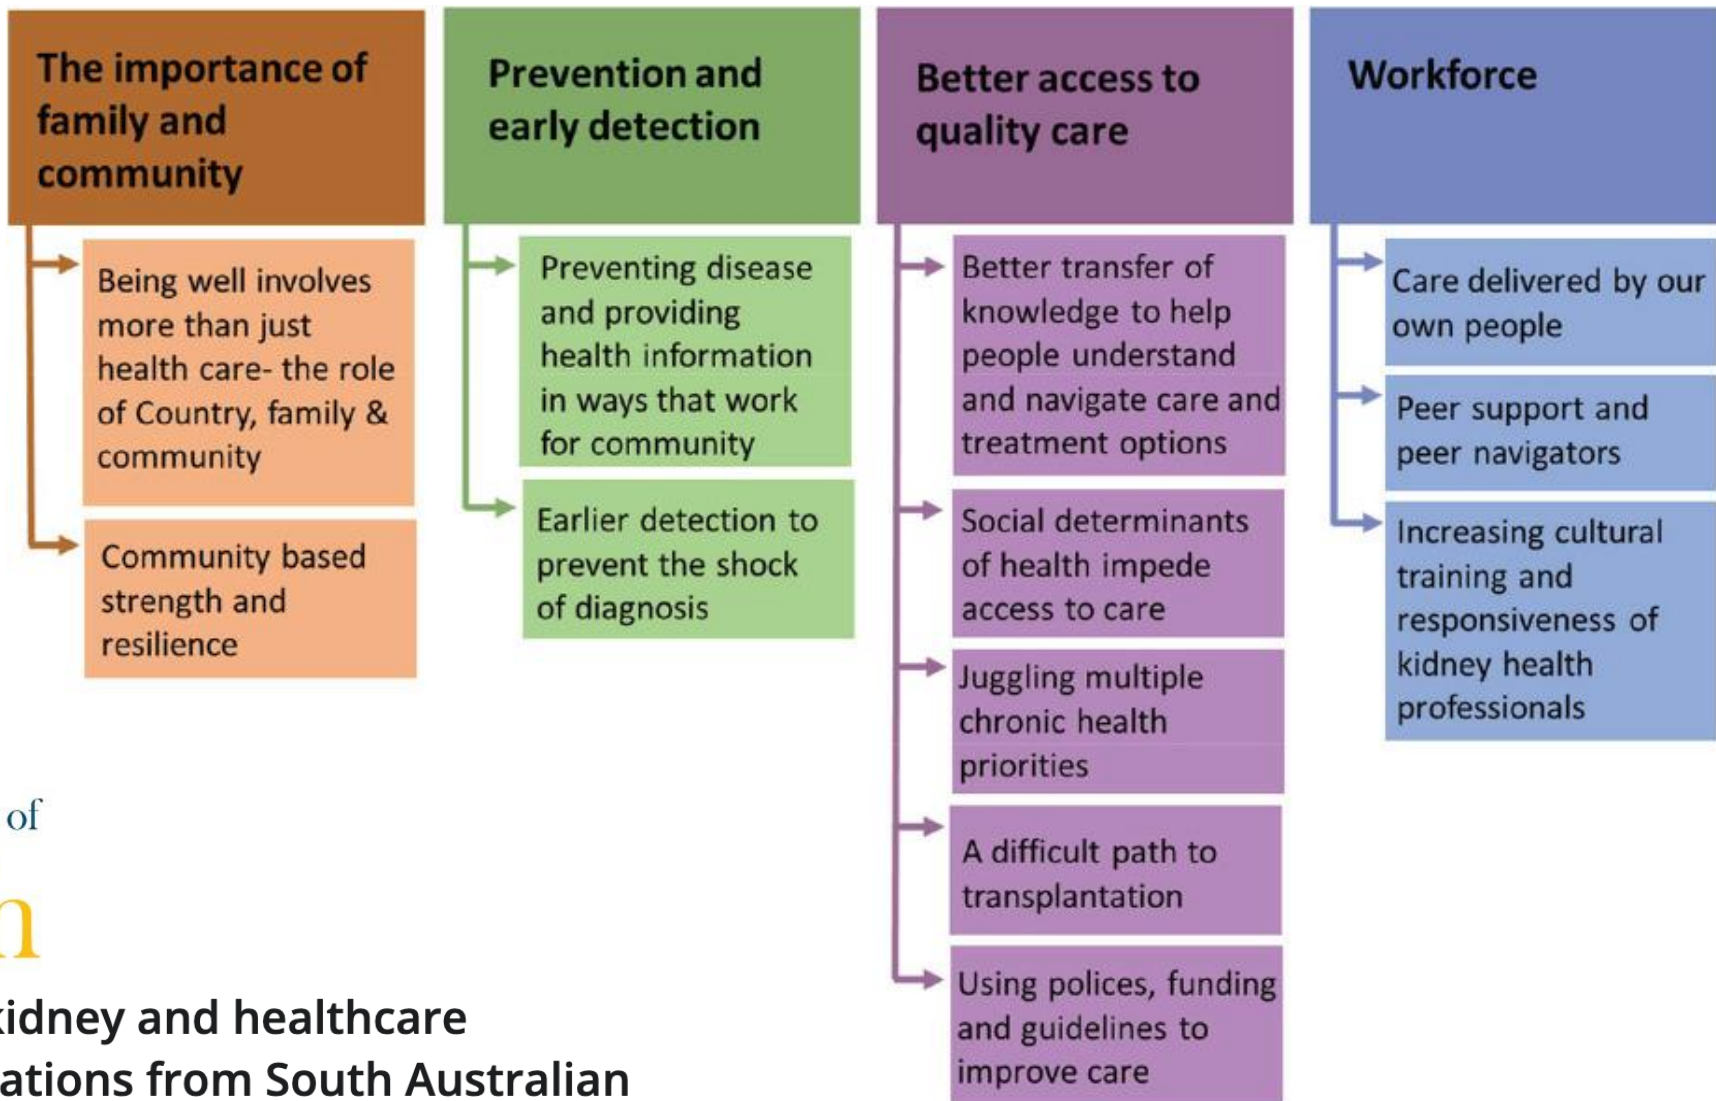 The importance of
family and
community
Being well involves
more than just
health care- the role
of Country, family &
community
Community based
strength and
resilience
Prevention and
early detection
Preventing disease
and providing
health information
in ways that work
for community
Earlier detection to
prevent the shock
of diagnosis
Better access to
quality care
Better transfer of
knowledge to help
people understand
and navigate care and
treatment options
Social determinants
of health impede
access to care
Juggling multiple
chronic health
priorities
A difficult path to
transplantation
Using polices, funding
and guidelines to
improve care
Workforce
Care delivered by our
own people
Peer support and
peer navigators
Increasing cultural
training and
responsiveness of
kidney health
professionals
of
kidney and healthcare
from South Australian